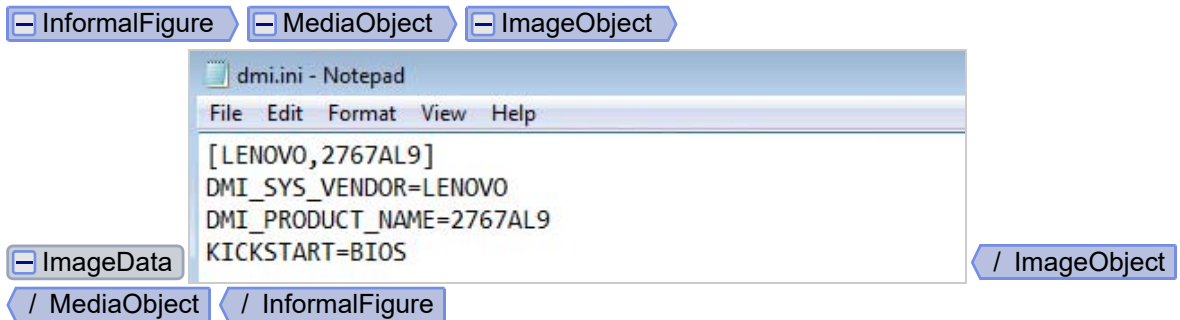 InformalFigure MediaObject ImageObject
dmi.ini - Notepad
File Edit Format View Help
[LENOVO,2767AL9]
DMI_SYS_VENDOR=LENOVO
DMI_PRODUCT_NAME=2767AL9
KICKSTART=BIOS
ImageData / ImageObject
/ MediaObject / InformalFigure